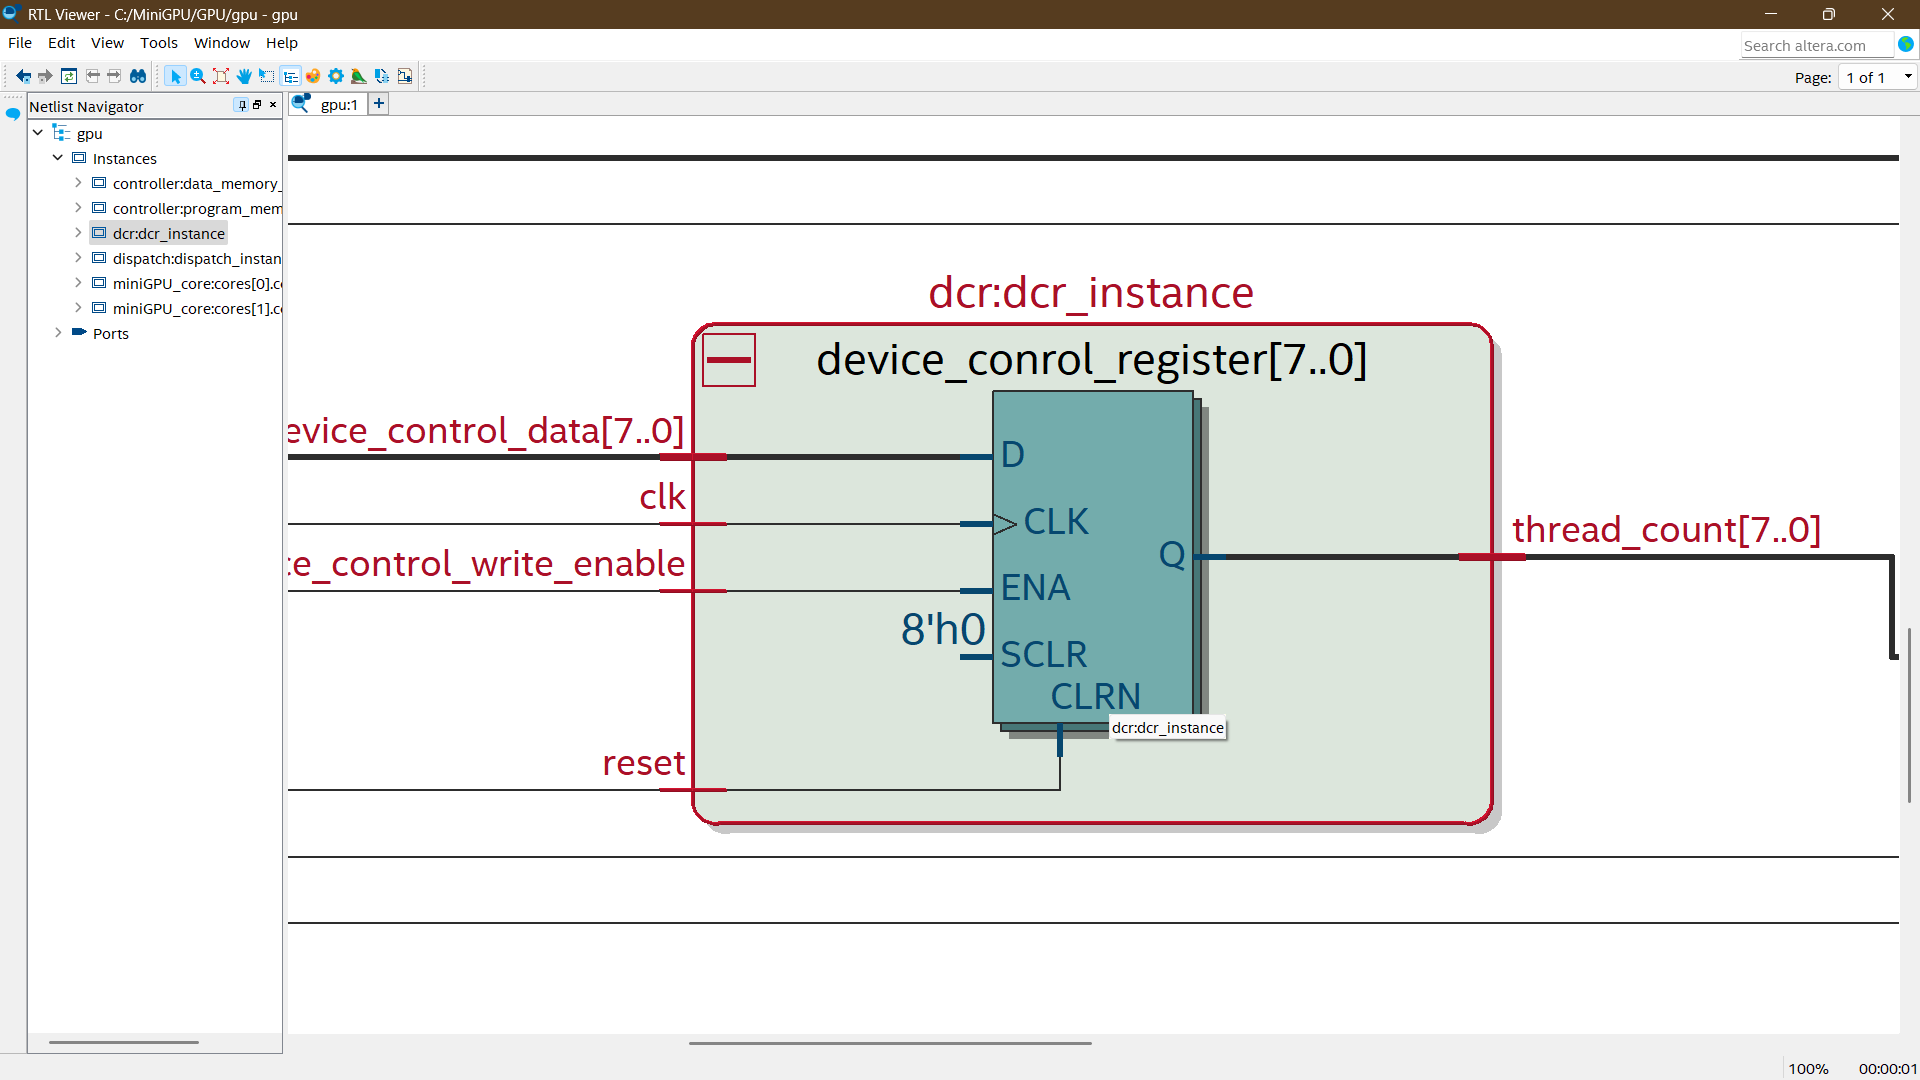 RTL Viewer - C:/MiniGPU/GPU/gpu - gpu
File Edit View Tools Window Help
Search altera.com
Page: 1 of 1
Netlist Navigator
gpu:1
gpu
Instances
controller:data_memory_
controller:program_mem
dcr:dcr_instance
dispatch:dispatch_instan
miniGPU_core:cores[0].c
miniGPU_core:cores[1].c
Ports
dcr:dcr_instance
device_conrol_register[7..0]
evice_control_data[7..0]
D
clk
CLK
thread_count[7..0]
Q
ce_control_write_enable
ENA
8'h0
SCLR
CLRN
dcr:dcr_instance
reset
100% 00:00:01